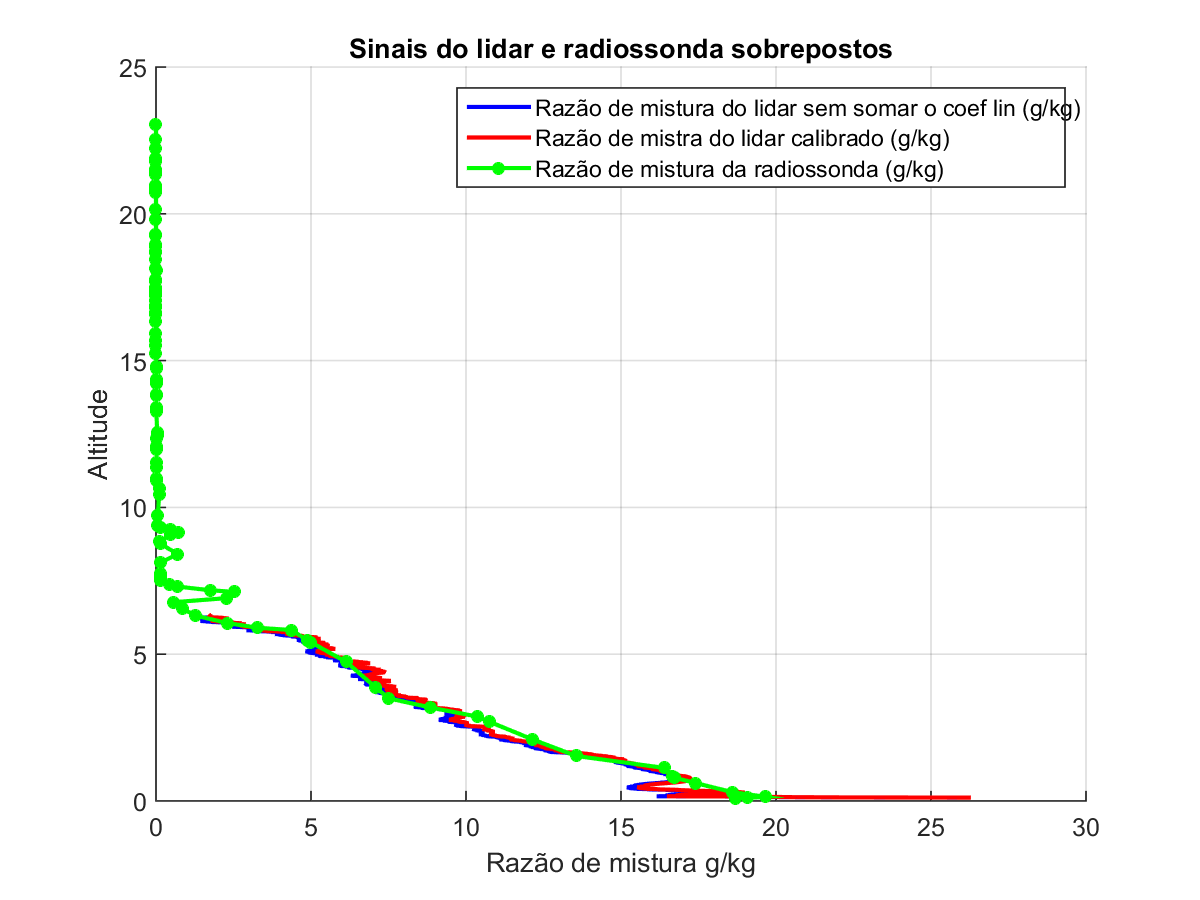 Sinais do lidar e radiossonda sobrepostos
25
Razão de mistura do lidar sem somar o coef lin (g/kg)
Razão de mistra do lidar calibrado (g/kg)
Razão de mistura da radiossonda (g/kg)
20
15
Altitude
10
5
0
0 5 10 15 20 25 30
Razão de mistura g/kg